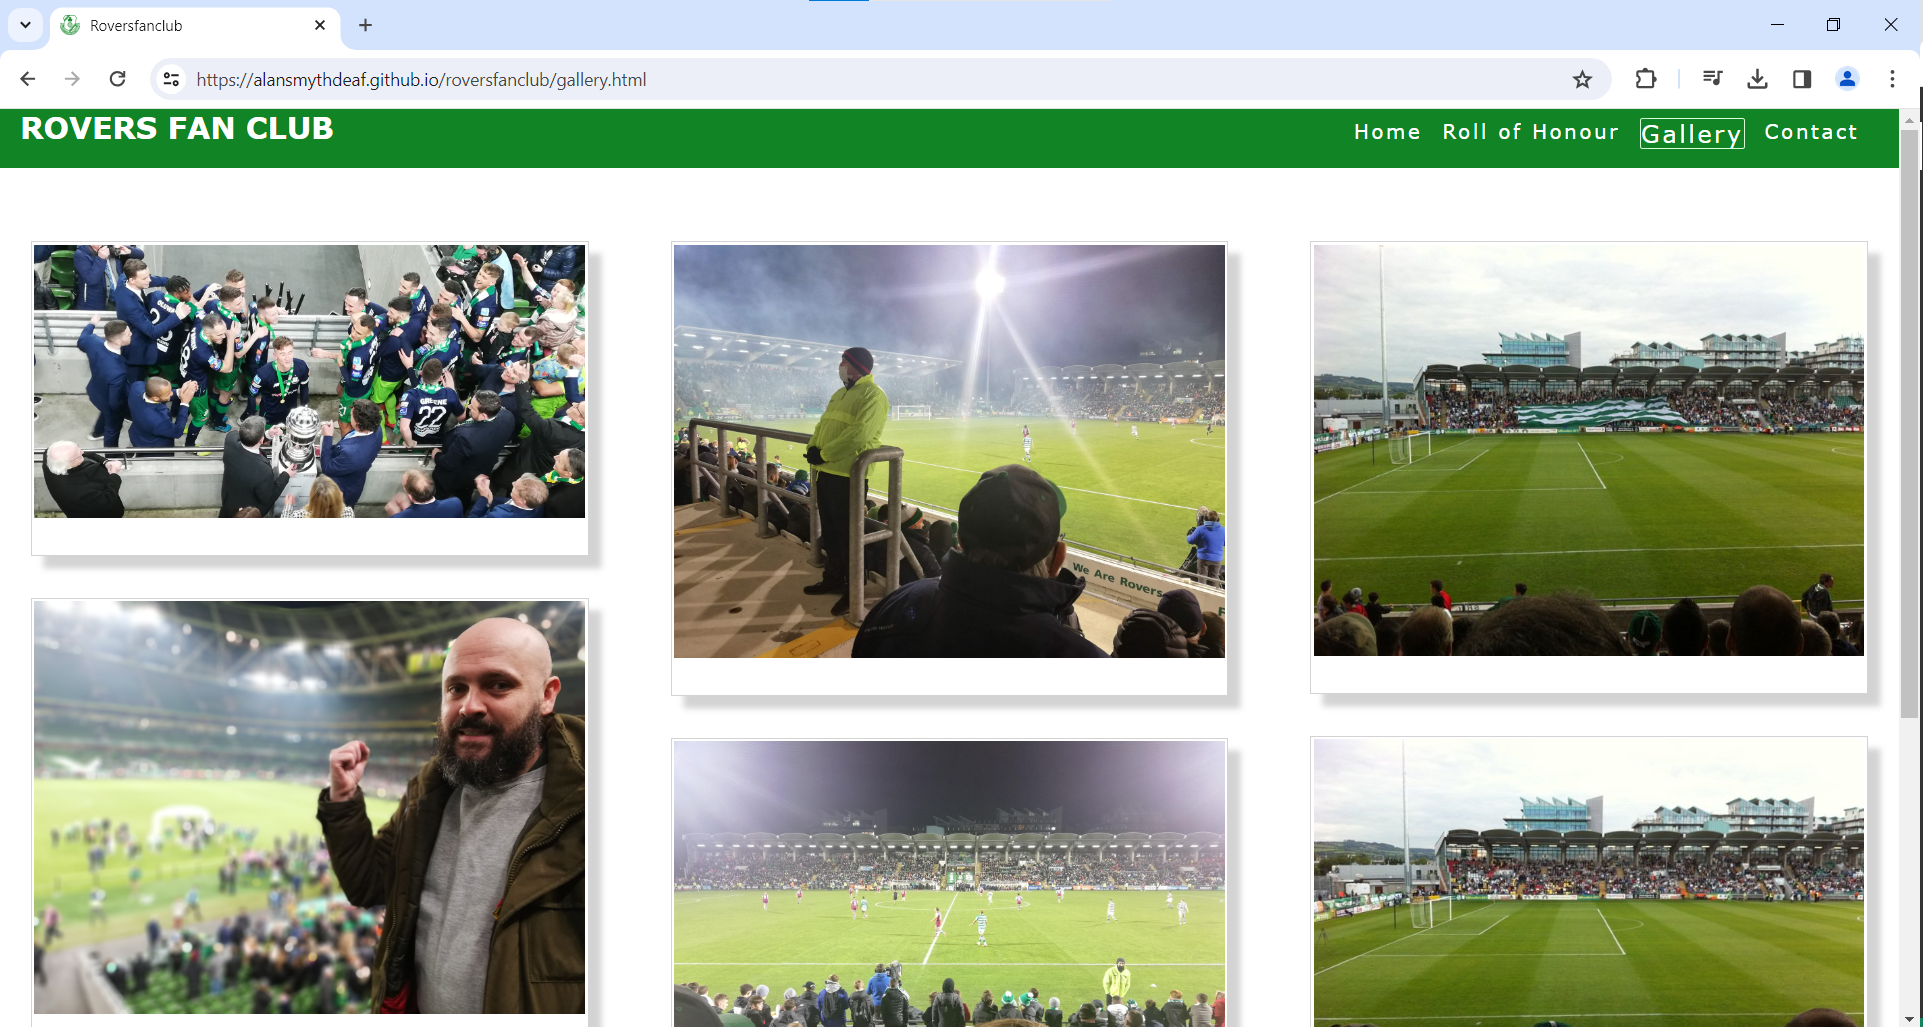 Roversfanclub
https://alansmythdeaf.github.io/roversfanclub/gallery.html
ROVERS FAN CLUB
Home Roll of Honour Gallery Contact
GREENE
22
We Are Rovers